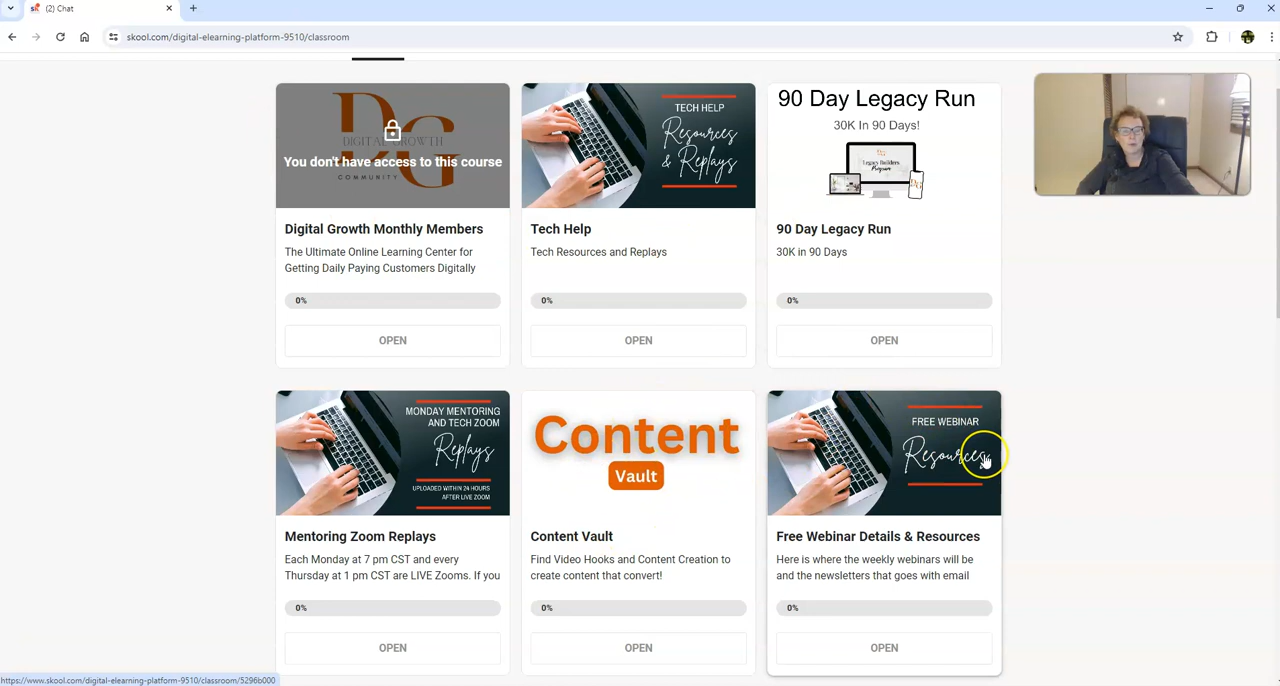 (2) Chat
skool.com/digital-elearning-platform-9510/classroom
DIGITAL GROWTH
You don't have access to this course
COMMUNITY
Digital Growth Monthly Members
The Ultimate Online Learning Center for
Getting Daily Paying Customers Digitally
0%
OPEN
TECH HELP
Resources
& Replays
Tech Help
Tech Resources and Replays
0%
OPEN
90 Day Legacy Run
30K In 90 Days!
Legacy Builders
Program
90 Day Legacy Run
30K in 90 Days
0%
OPEN
MONDAY MENTORING
AND TECH ZOOM
Replays
UPLOADED WITHIN 24 HOURS
AFTER LIVE ZOOM
Mentoring Zoom Replays
Each Monday at 7 pm CST and every
Thursday at 1 pm CST are LIVE Zooms. If you
0%
OPEN
Content
Vault
Content Vault
Find Video Hooks and Content Creation to
create content that convert!
0%
OPEN
FREE WEBINAR
Resources
Free Webinar Details & Resources
Here is where the weekly webinars will be
and the newsletters that goes with email
0%
OPEN
https://www.skool.com/digital-elearning-platform-9510/classroom/5296b000